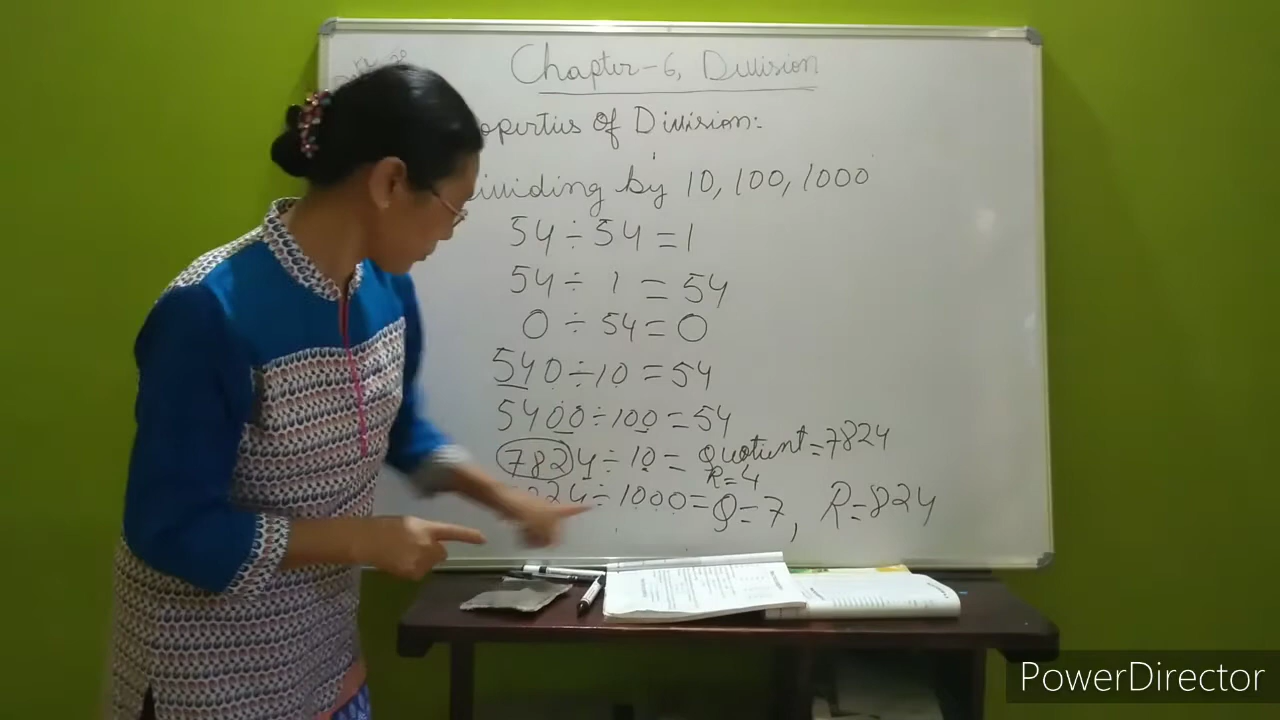 Chapter-6, Division
operties of Division:
ividing by 10, 100, 1000
54 ÷ 54 = 1
54 ÷ 1 = 54
0 ÷ 54 = 0
540 ÷ 10 = 54
5400 ÷ 100 = 54
7824 ÷ 10 = Quotient = 7824
R = 4
824 ÷ 1000 = Q = 7, R = 824
PowerDirector